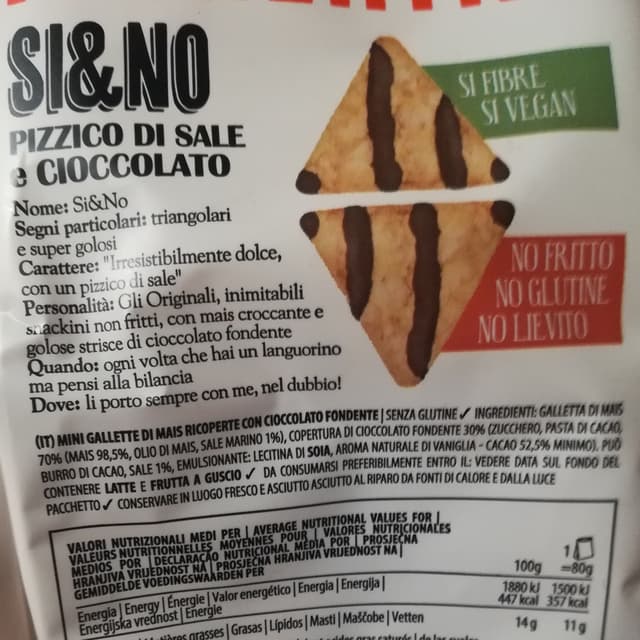 SI&NO
PIZZICO DI SALE
e CIOCCOLATO
SI FIBRE
SI VEGAN
NO FRITTO
NO GLUTINE
NO LIEVITO
Nome: Si&No
Segni particolari: triangolari
e super golosi
Carattere: "Irresistibilmente dolce,
con un pizzico di sale"
Personalità: Gli Originali, inimitabili
snackini non fritti, con mais croccante e
golose strisce di cioccolato fondente
Quando: ogni volta che hai un languorino
ma pensi alla bilancia
Dove: li porto sempre con me, nel dubbio!
(IT) MINI GALLETTE DI MAIS RICOPERTE CON CIOCCOLATO FONDENTE | SENZA GLUTINE ✓ INGREDIENTI: GALLETTA DI MAIS
70% (MAIS 98,5%, OLIO DI MAIS, SALE MARINO 1%), COPERTURA DI CIOCCOLATO FONDENTE 30% (ZUCCHERO, PASTA DI CACAO,
BURRO DI CACAO, SALE 1%, EMULSIONANTE: LECITINA DI SOIA, AROMA NATURALE DI VANIGLIA - CACAO 52,5% MINIMO). PUÒ
CONTENERE LATTE E FRUTTA A GUSCIO ✓ DA CONSUMARSI PREFERIBILMENTE ENTRO IL: VEDERE DATA SUL FONDO DEL
PACCHETTO ✓ CONSERVARE IN LUOGO FRESCO E ASCIUTTO ASCIUTTO AL RIPARO DA FONTI DI CALORE E DALLA LUCE
VALORI NUTRIZIONALI MEDI PER | AVERAGE NUTRITIONAL VALUES FOR |
VALEURS NUTRITIONNELLES MOYENNES POUR | VALORES NUTRICIONALES
MEDIOS POR | DECLARAÇÃO NUTRICIONAL MÉDIA POR | PROSJEČNA
HRANJIVA VRIJEDNOST NA | PROSJEČNA HRANJIVA VRIJEDNOST NA |
GEMIDDELDE VOEDINGSWAARDEN PER
100g
1
=80g
Energia | Energy | Énergie | Valor energético | Energia | Energija |
Energijska vrednost | Energie
1880 kJ 1500 kJ
447 kcal 357 kcal
grasses | Grasas | Lípidos | Masti | Maščobe | Vetten
14g 11g